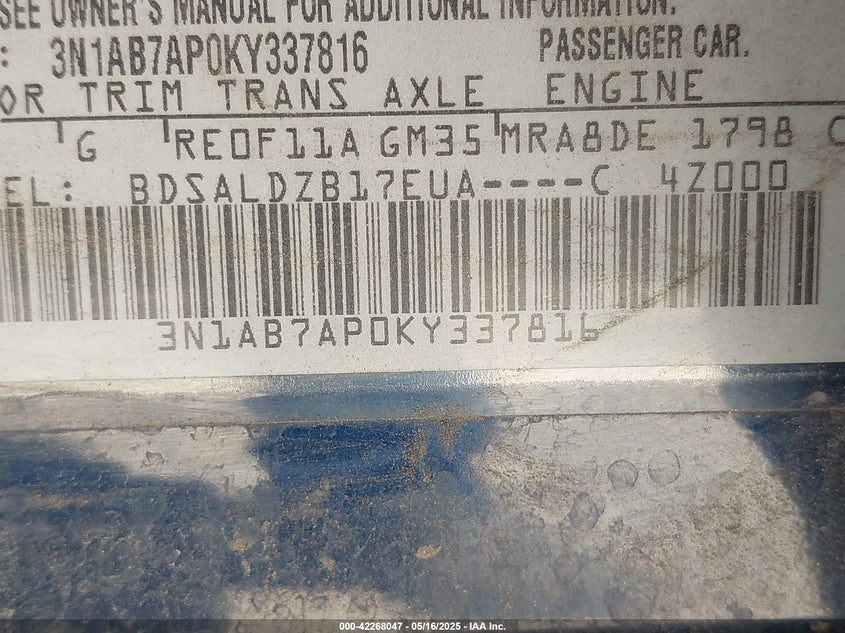 SEE OWNER'S MANUAL FOR ADDITIONAL INFORMATION.
: 3N1AB7AP0KY337816 PASSENGER CAR.
OR TRIM TRANS AXLE ENGINE
G RE0F11A GM35 MRA8DE 1798 C
EL: BDSALDZB17EUA----C 4Z000
3N1AB7AP0KY337816
000-42268047 - 05/16/2025 - IAA Inc.